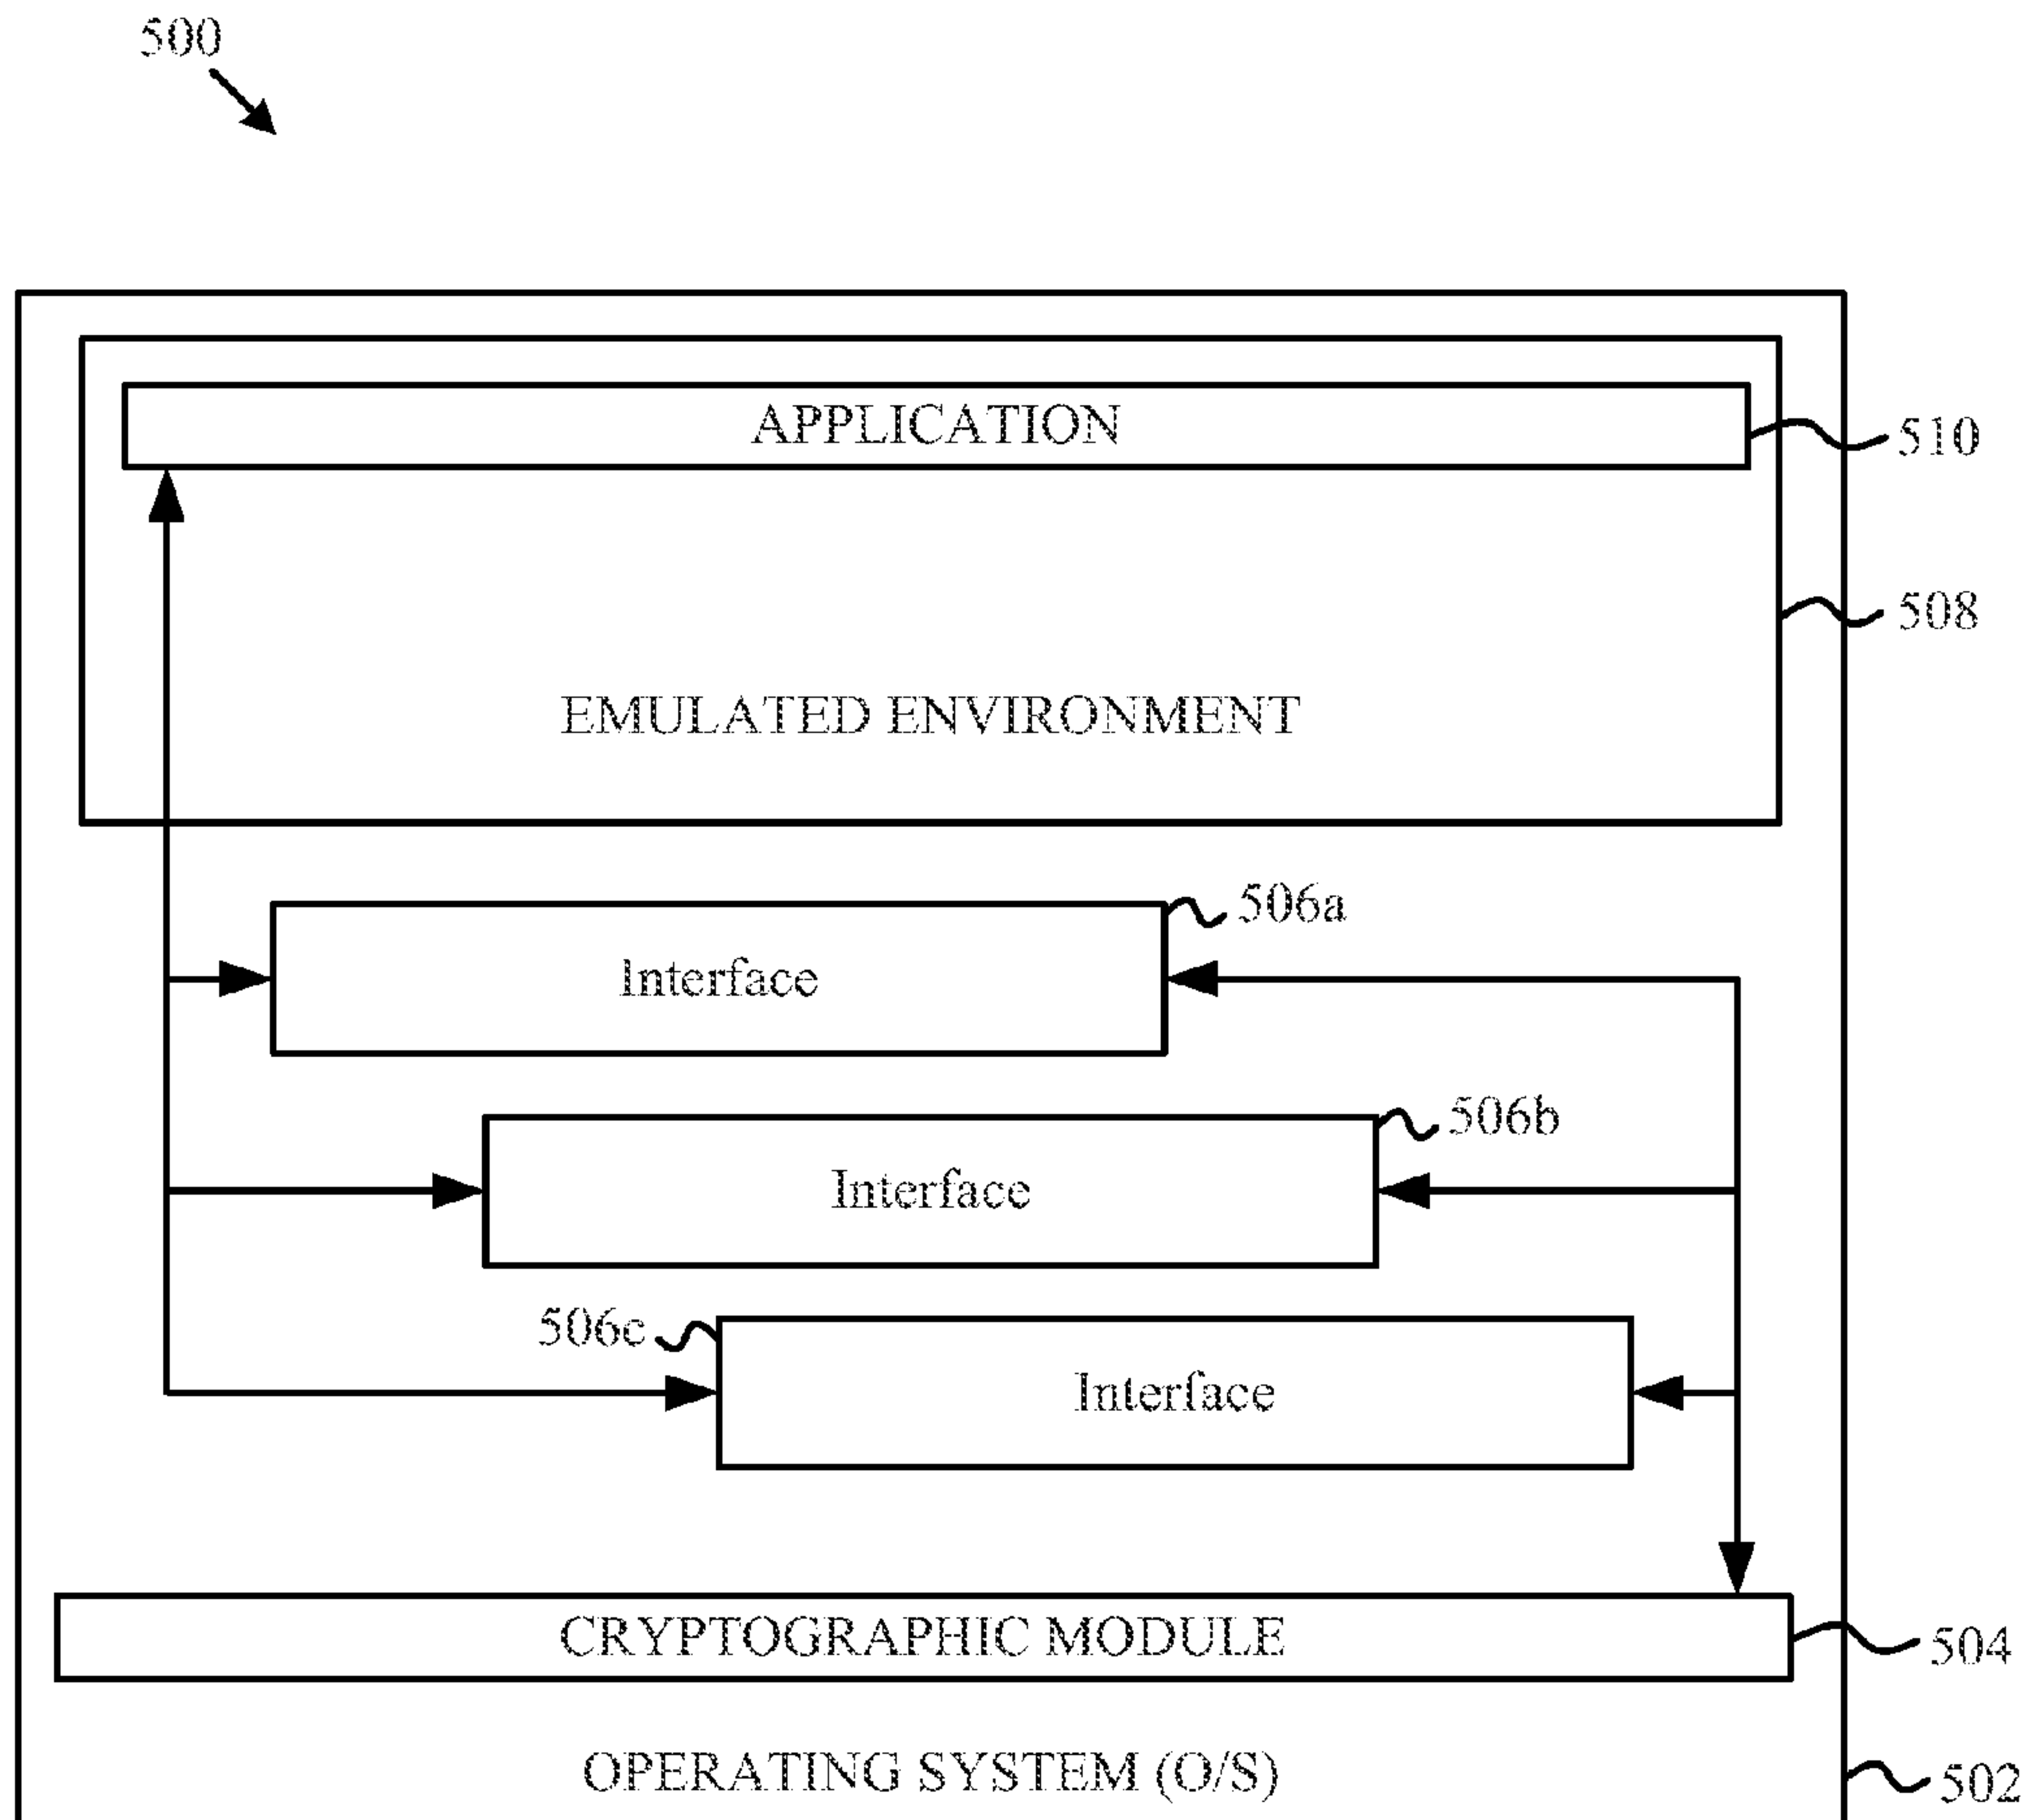 500
APPLICATION
510
508
EMULATED ENVIRONMENT
506a
Interface
506b
Interface
506c
Interface
CRYPTOGRAPHIC MODULE
504
OPERATING SYSTEM (O/S)
502